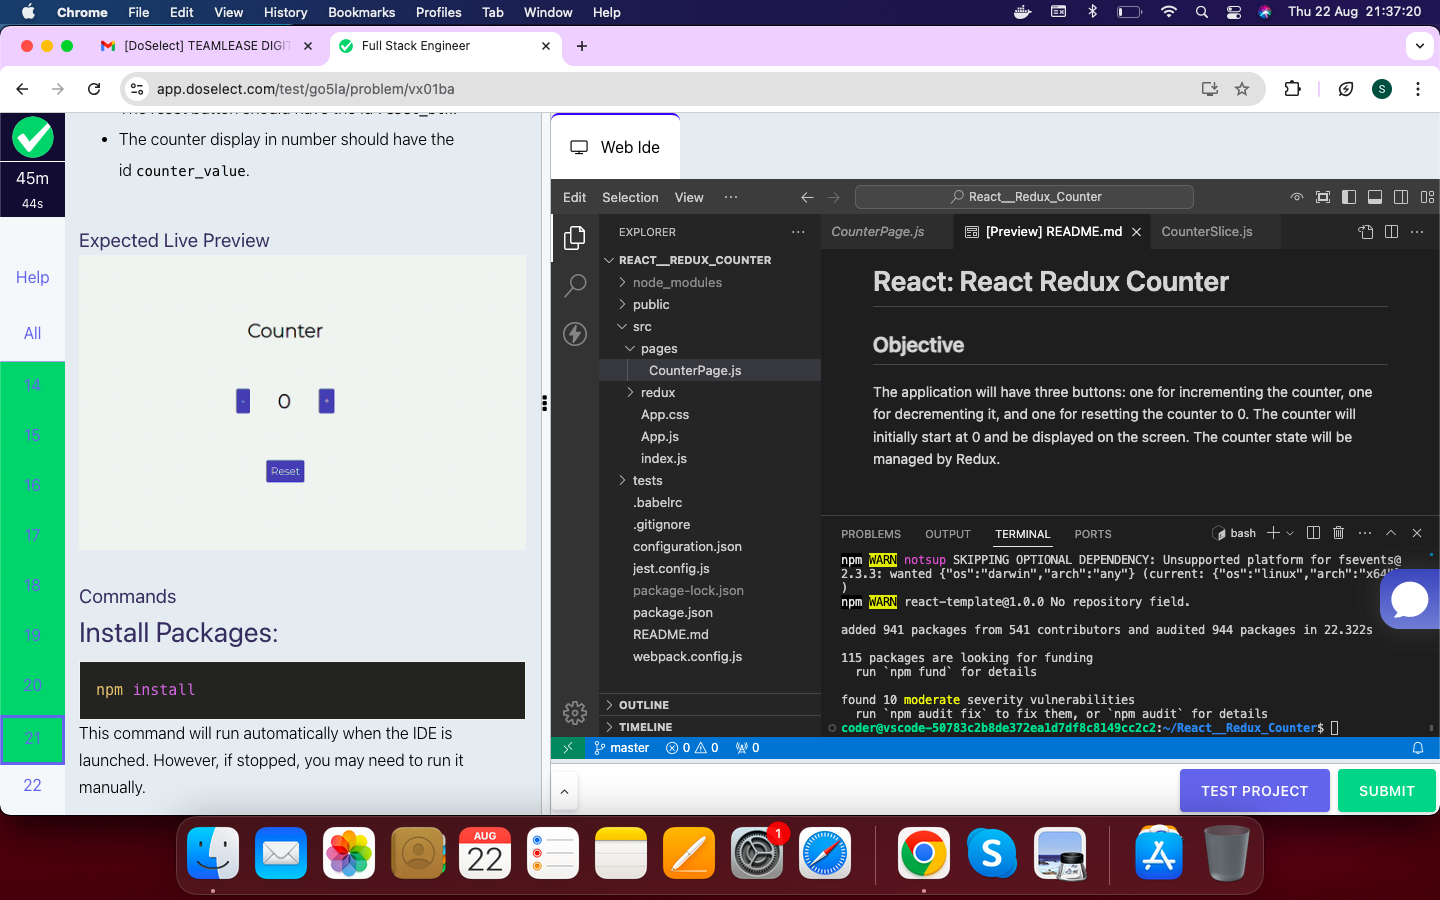 Chrome File Edit View History Bookmarks Profiles Tab Window Help Thu 22 Aug 21:37:20
[DoSelect] TEAMLEASE DIGI
Full Stack Engineer
app.doselect.com/test/go5la/problem/vx01ba
S
45m
44s
Help
All
14
15
16
17
18
19
20
21
22
The reset button should have the id reset_btn.
• The counter display in number should have the
id counter_value.
Expected Live Preview
Counter
- 0 +
Reset
Commands
Install Packages:
npm install
This command will run automatically when the IDE is
launched. However, if stopped, you may need to run it
manually.
Web Ide
Edit Selection View ··· React__Redux_Counter
EXPLORER ···
REACT__REDUX_COUNTER
node_modules
public
src
pages
CounterPage.js
redux
App.css
App.js
index.js
tests
.babelrc
.gitignore
configuration.json
jest.config.js
package-lock.json
package.json
README.md
webpack.config.js
OUTLINE
TIMELINE
CounterPage.js [Preview] README.md CounterSlice.js
React: React Redux Counter
Objective
The application will have three buttons: one for incrementing the counter, one
for decrementing it, and one for resetting the counter to 0. The counter will
initially start at 0 and be displayed on the screen. The counter state will be
managed by Redux.
PROBLEMS OUTPUT TERMINAL PORTS bash
npm WARN notsup SKIPPING OPTIONAL DEPENDENCY: Unsupported platform for fsevents@
2.3.3: wanted {"os":"darwin","arch":"any"} (current: {"os":"linux","arch":"x64"
)
npm WARN react-template@1.0.0 No repository field.
added 941 packages from 541 contributors and audited 944 packages in 22.322s
115 packages are looking for funding
run `npm fund` for details
found 10 moderate severity vulnerabilities
run `npm audit fix` to fix them, or `npm audit` for details
coder@vscode-50783c2b8de372ea1d7df8c8149cc2c2:~/React__Redux_Counter$
master 0 0 0
TEST PROJECT SUBMIT
AUG
22
1